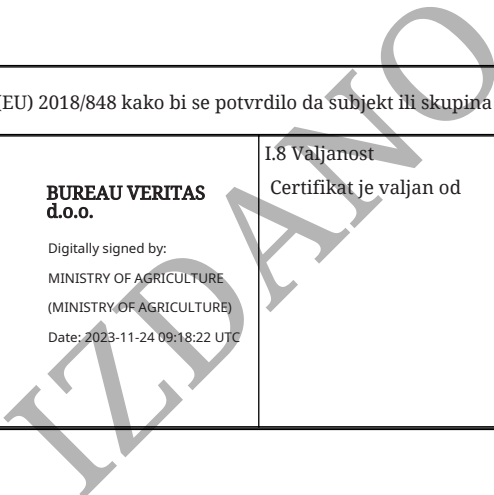 (EU) 2018/848 kako bi se potvrdilo da subjekt ili skupina
I.8 Valjanost
Certifikat je valjan od
BUREAU VERITAS
d.o.o.
Digitally signed by:
MINISTRY OF AGRICULTURE
(MINISTRY OF AGRICULTURE)
Date: 2023-11-24 09:18:22 UTC
IZDANO